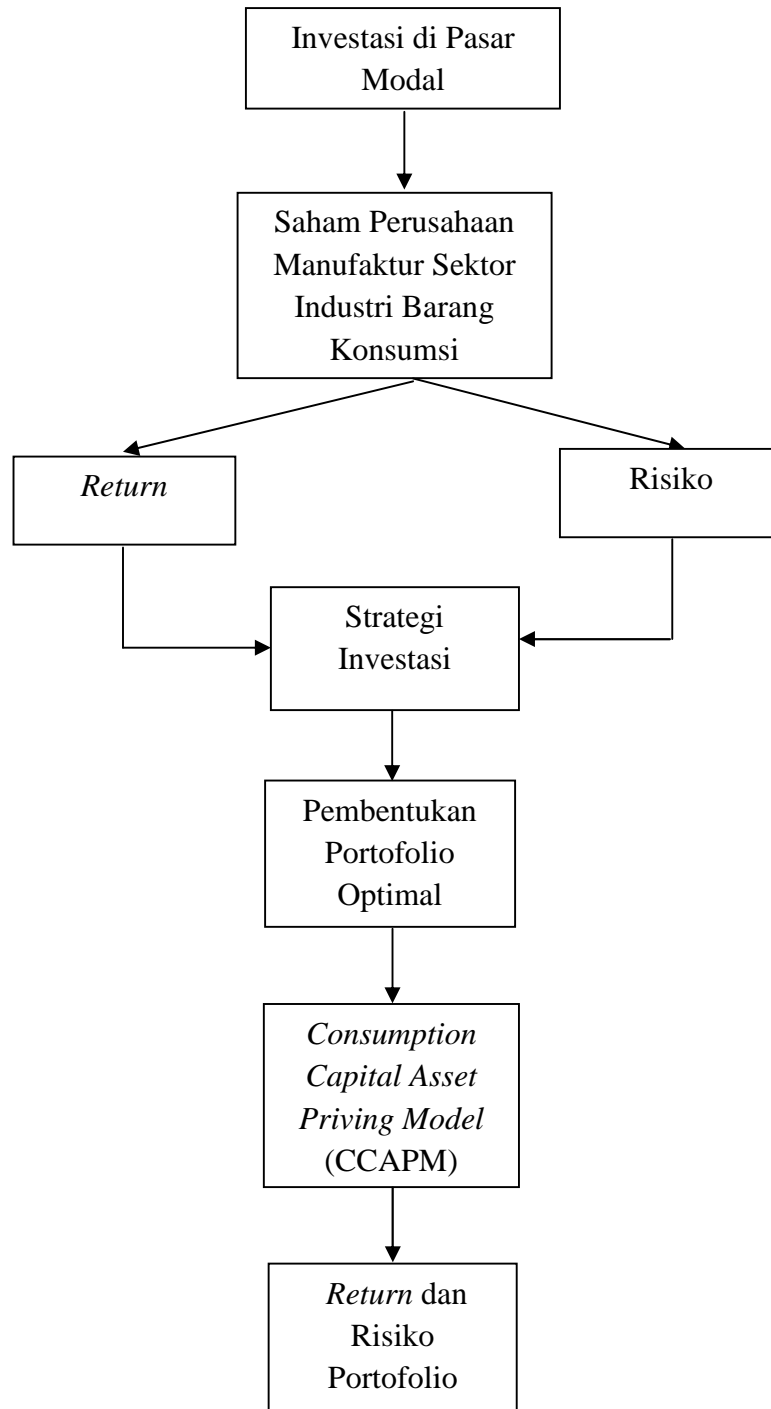 Investasi di Pasar
Modal
Saham Perusahaan
Manufaktur Sektor
Industri Barang
Konsumsi
Return
Risiko
Strategi
Investasi
Pembentukan
Portofolio
Optimal
Consumption
Capital Asset
Priving Model
(CCAPM)
Return dan
Risiko
Portofolio